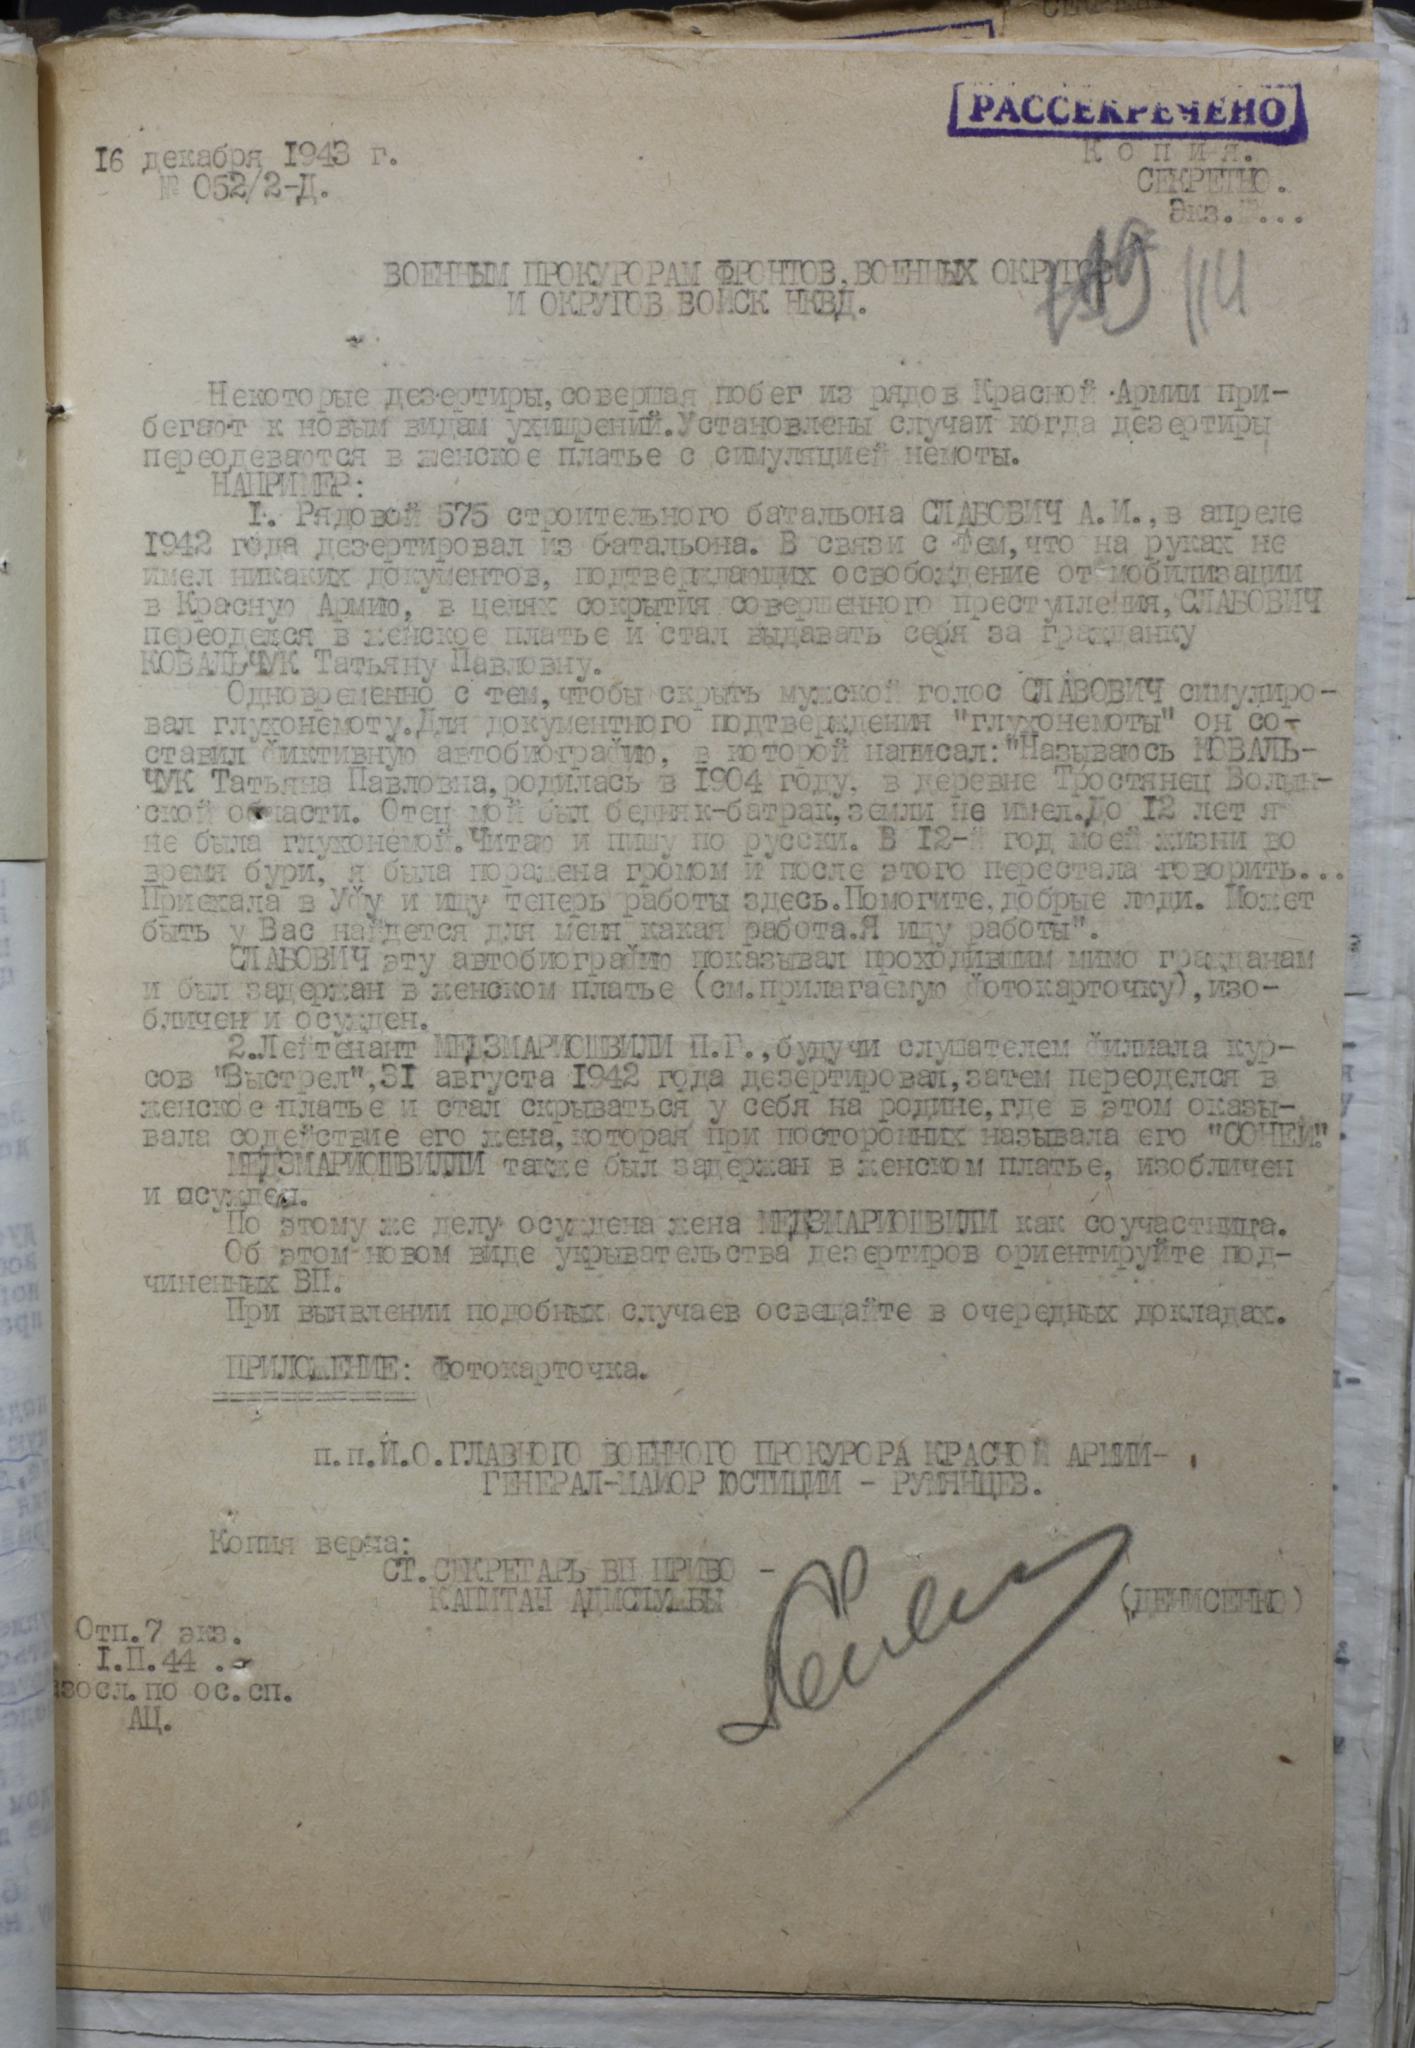 РАССЕКРЕЧЕНО
16 декабря 1943 г.
№ 052/2-Д.
Копия.
СЕКРЕТНО.
Экз.№...
ВОЕННЫМ ПРОКУРОРАМ ФРОНТОВ, ВОЕННЫХ ОКРУГОВ
И ОКРУГОВ ВОЙСК НКВД.
Некоторые дезертиры, совершая побег из рядов Красной Армии при-
бегают к новым видам ухищрений. Установлены случаи когда дезертиры
переодеваются в женское платье с симуляцией немоты.
НАПРИМЕР:
1. Рядовой 575 строительного батальона СЛАБОВИЧ А.И., в апреле
1942 года дезертировал из батальона. В связи с тем, что на руках не
имел никаких документов, подтверждающих освобождение от мобилизации
в Красную Армию, в целях сокрытия совершенного преступления, СЛАБОВИЧ
переоделся в женское платье и стал выдавать себя за гражданку
КОВАЛЬЧУК Татьяну Павловну.
Одновременно с тем, чтобы скрыть мужской голос СЛАБОВИЧ симулиро-
вал глухонемоту. Для документного подтверждения "глухонемоты" он со-
ставил фиктивную автобиографию, в которой написал: "Называюсь КОВАЛЬ-
ЧУК Татьяна Павловна, родилась в 1904 году, в деревне Тростянец Волын-
ской области. Отец мой был бедняк-батрак, земли не имел. До 12 лет я
не была глухонемой. Читаю и пишу по русски. В 12-й год моей жизни во
время бури, я была поражена громом и после этого перестала говорить...
Приехала в Уфу и ищу теперь работы здесь. Помогите, добрые люди. Может
быть у Вас найдется для меня какая работа. Я ищу работы".
СЛАБОВИЧ эту автобиографию показывал проходившим мимо гражданам
и был задержан в женском платье (см. прилагаемую фотокарточку), изо-
бличен и осужден.
2. Лейтенант МЕДЗМАРИОШВИЛИ П.Г., будучи слушателем филиала кур-
сов "Выстрел", 31 августа 1942 года дезертировал, затем переоделся в
женское платье и стал скрываться у себя на родине, где в этом оказы-
вала содействие его жена, которая при посторонних называла его "СОНЕЙ".
МЕДЗМАРИОШВИЛЛИ также был задержан в женском платье, изобличен
и осужден.
По этому же делу осуждена жена МЕДЗМАРИОШВИЛИ как соучастница.
Об этом новом виде укрывательства дезертиров ориентируйте под-
чиненных ВП.
При выявлении подобных случаев освещайте в очередных докладах.
ПРИЛОЖЕНИЕ: Фотокарточка.
п.п.И.О.ГЛАВНОГО ВОЕННОГО ПРОКУРОРА КРАСНОЙ АРМИИ-
ГЕНЕРАЛ-МАЙОР ЮСТИЦИИ - РУМЯНЦЕВ.
Копия верна:
СТ.СЕКРЕТАРЬ ВП ПРИВО -
КАПИТАН АДМСЛУЖБЫ (ДЕНИСЕНКО)
Отп.7 экз.
1.II.44
осл.по ос.сп.
АЦ.